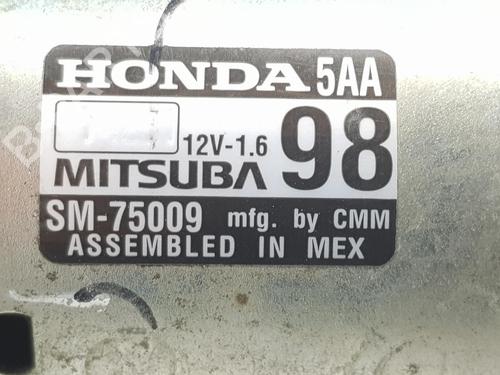 HONDA 5AA
12V-1.6 98
MITSUBA
SM-75009 mfg. by CMM
ASSEMBLED IN MEX